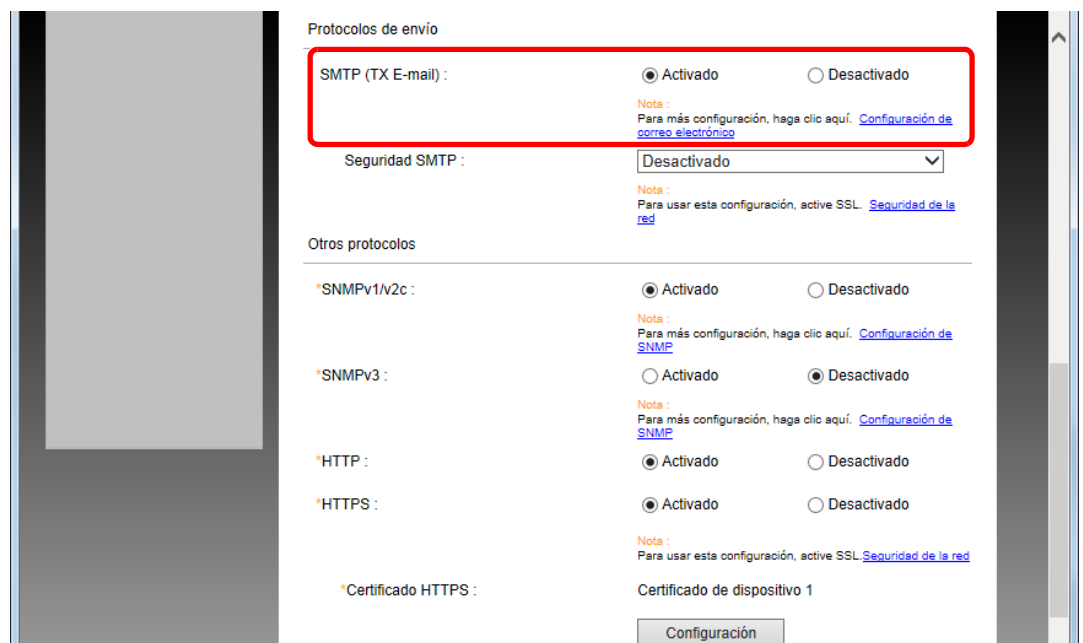 Protocolos de envío
SMTP (TX E-mail) : Activado Desactivado
Nota :
Para más configuración, haga clic aquí. Configuración de
correo electrónico
Seguridad SMTP : Desactivado
Nota :
Para usar esta configuración, active SSL. Seguridad de la
red
Otros protocolos
*SNMPv1/v2c : Activado Desactivado
Nota :
Para más configuración, haga clic aquí. Configuración de
SNMP
*SNMPv3 : Activado Desactivado
Nota :
Para más configuración, haga clic aquí. Configuración de
SNMP
*HTTP : Activado Desactivado
*HTTPS : Activado Desactivado
Nota :
Para usar esta configuración, active SSL.Seguridad de la red
*Certificado HTTPS : Certificado de dispositivo 1
Configuración